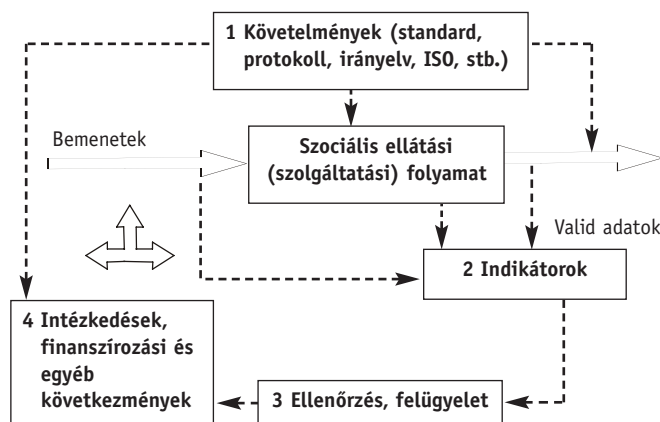 1 Követelmények (standard,
protokoll, irányelv, ISO, stb.)
Bemenetek
Szociális ellátási
(szolgáltatási) folyamat
Valid adatok
2 Indikátorok
4 Intézkedések,
finanszírozási és
egyéb
következmények
3 Ellenőrzés, felügyelet